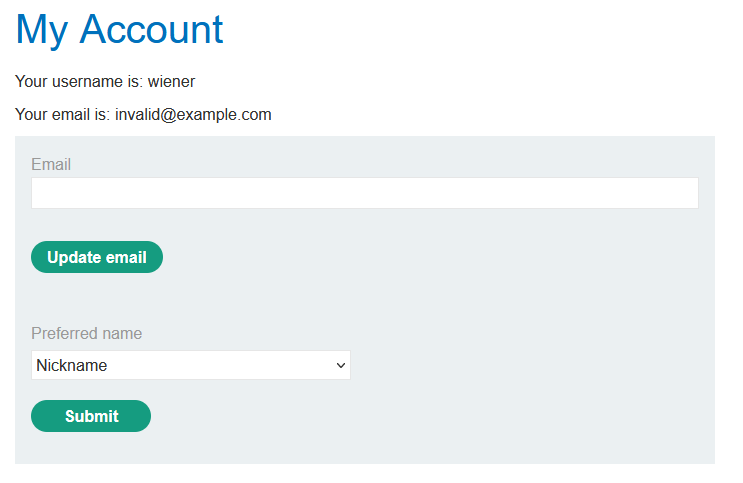 My Account
Your username is: wiener
Your email is: invalid@example.com
Email
Update email
Preferred name
Nickname
Submit